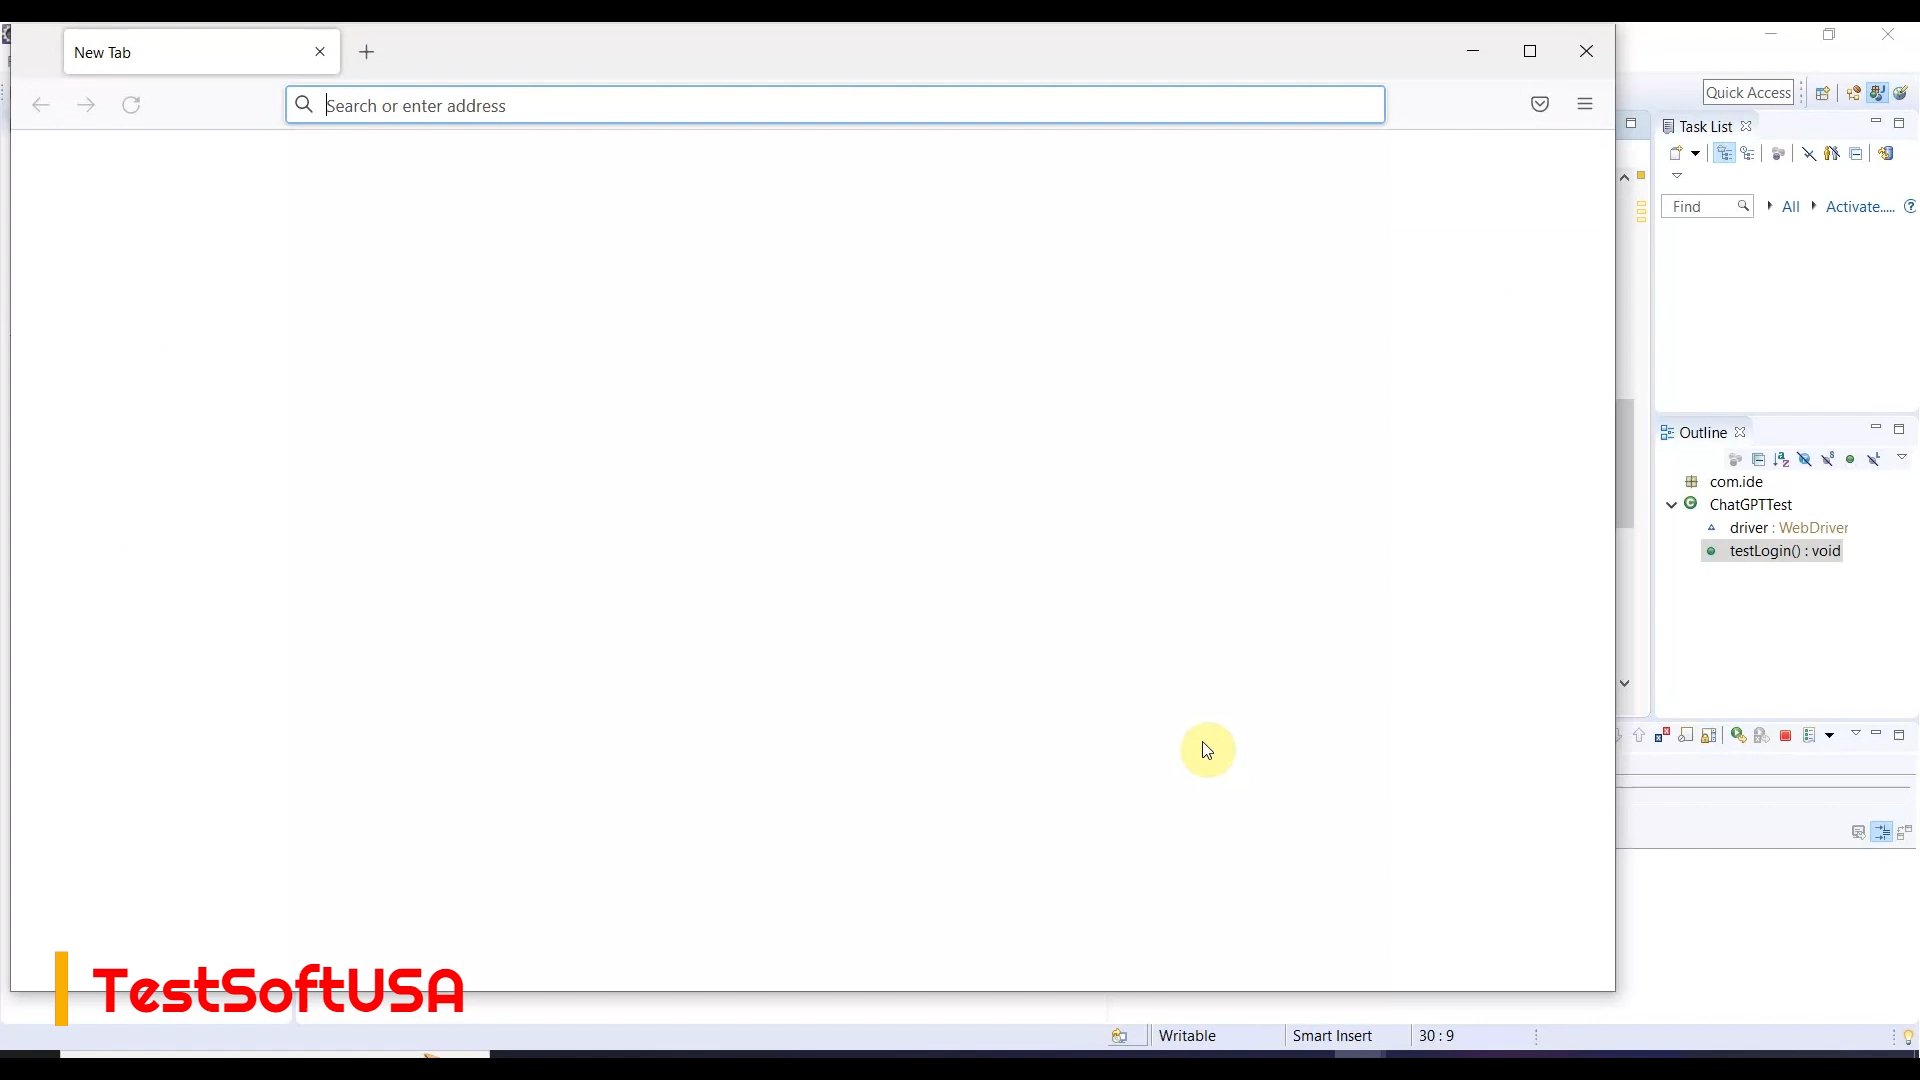 New Tab
Search or enter address
Quick Access
Task List
Find
All
Activate.....
Outline
com.ide
ChatGPTTest
driver : WebDriver
testLogin() : void
TestSoftUSA
Writable
Smart Insert
30 : 9